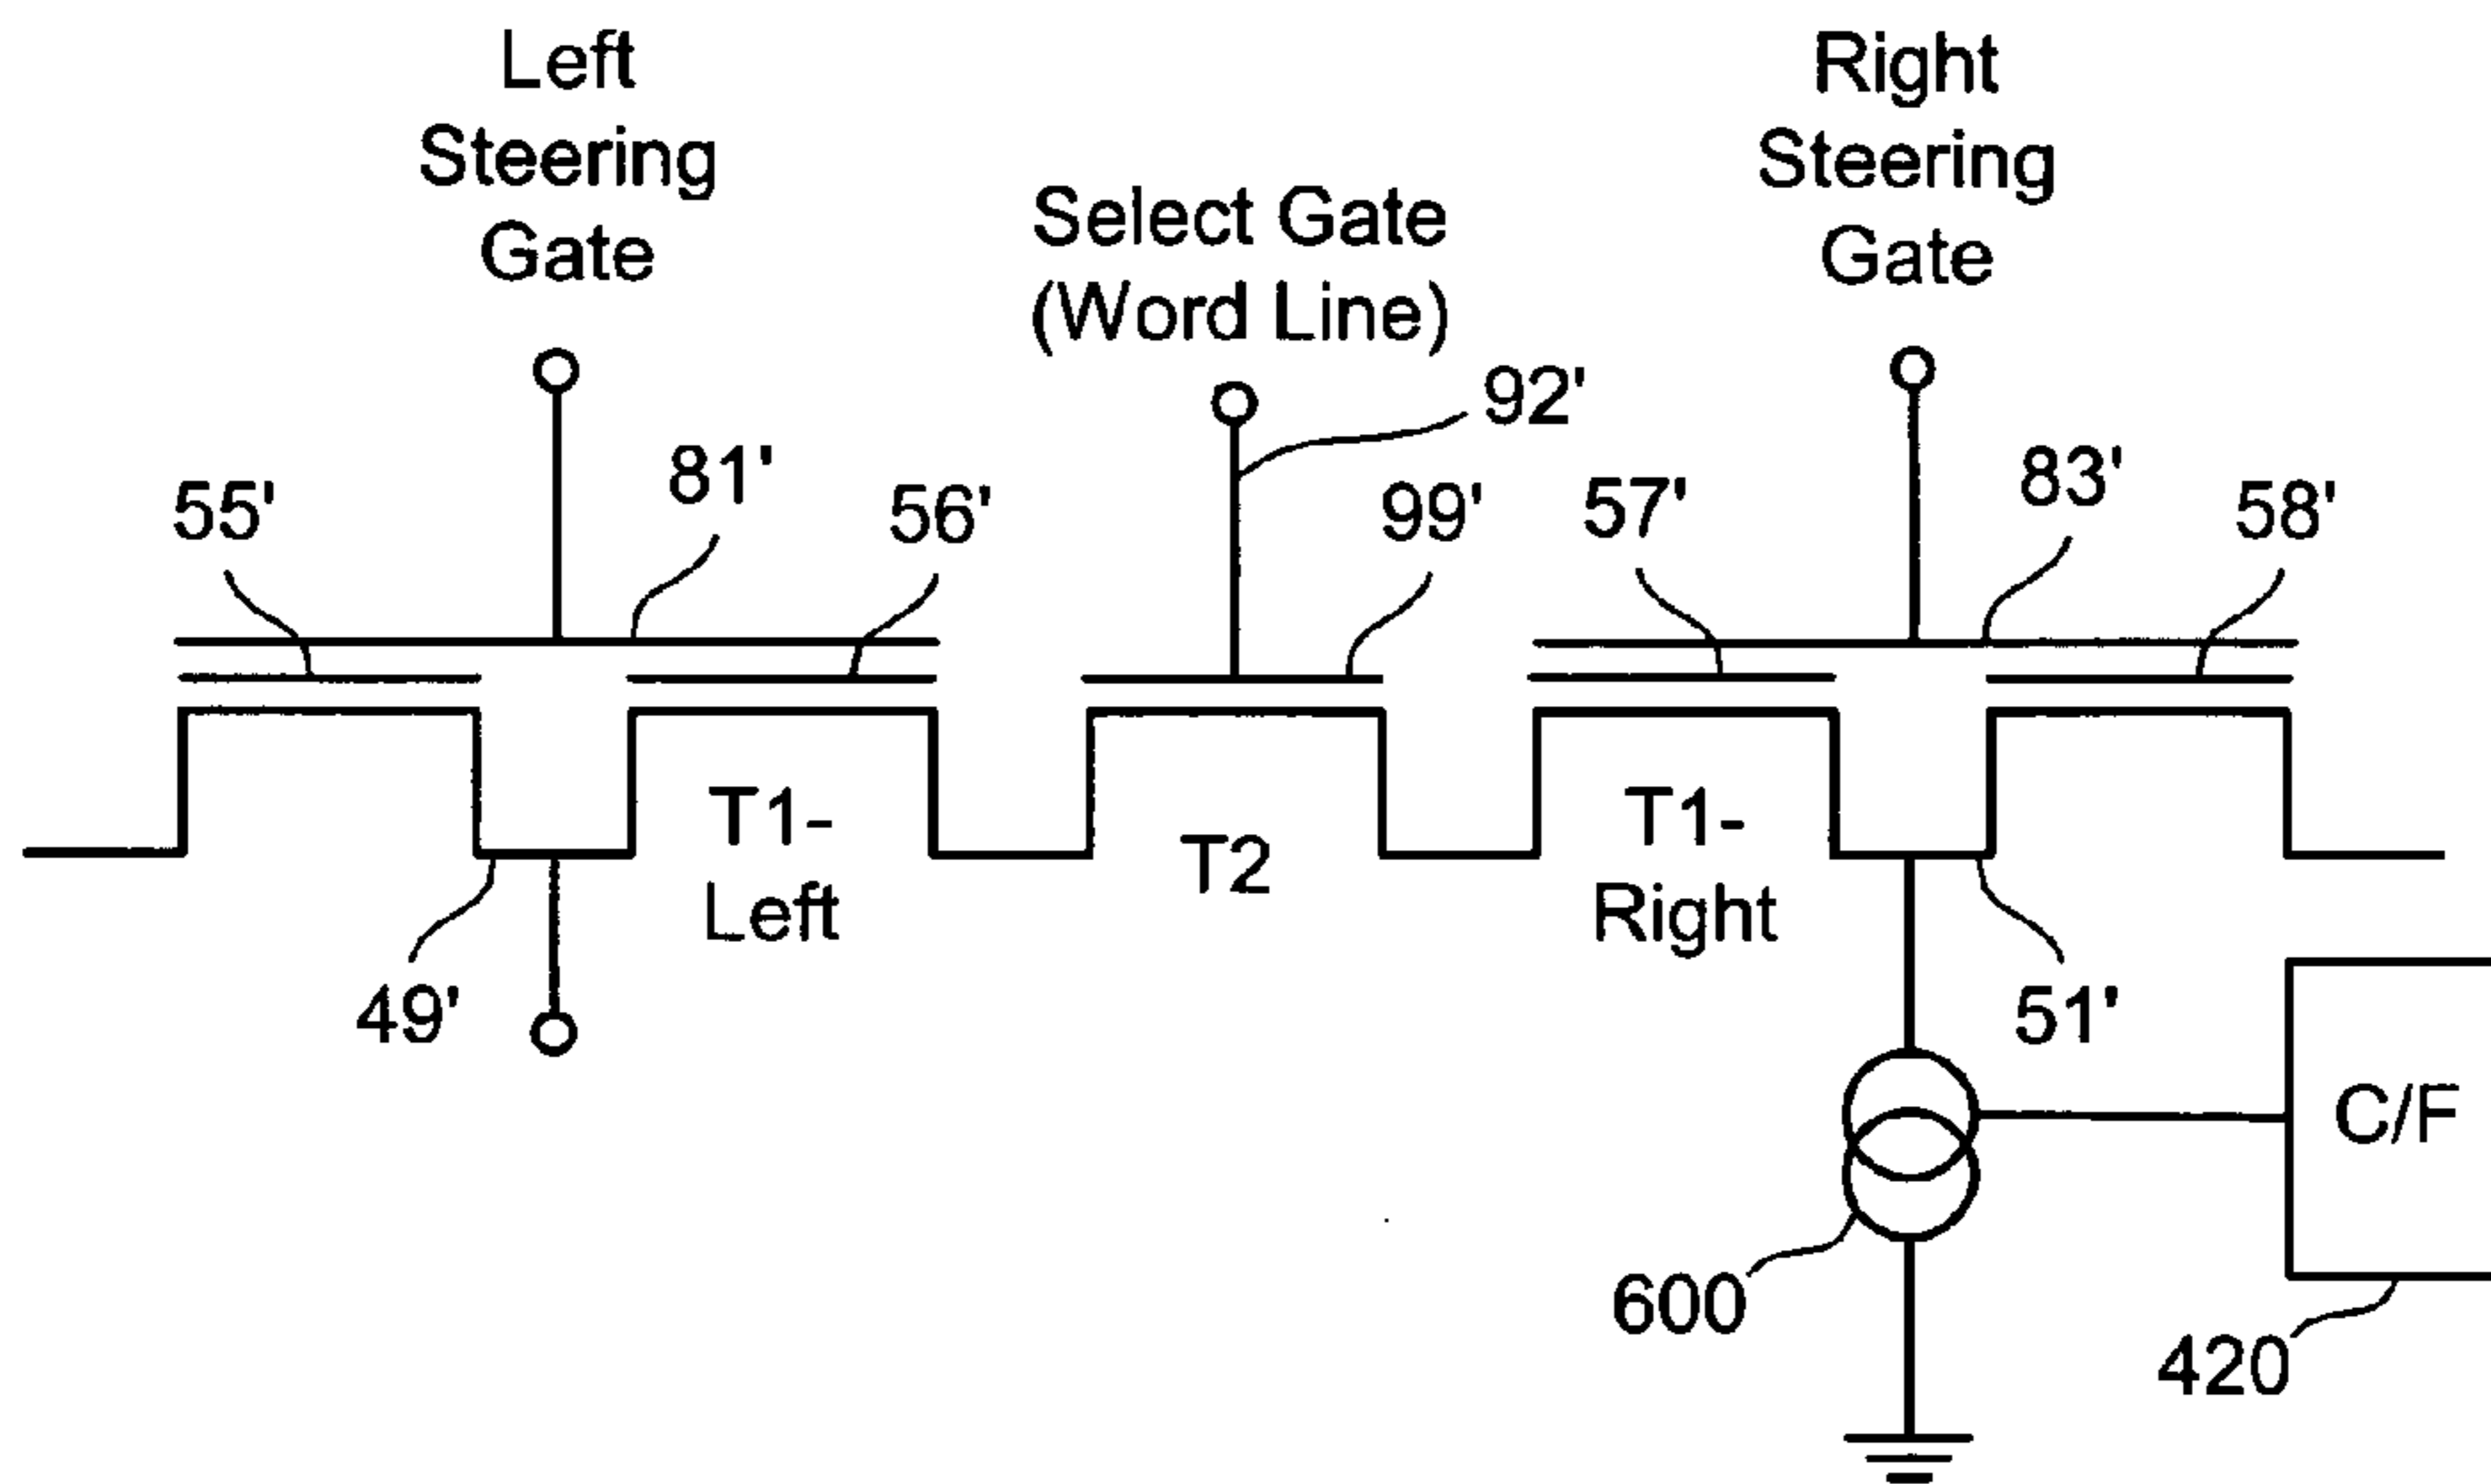 Left
Steering
Gate
Select Gate
(Word Line)
Right
Steering
Gate
92'
55'
81'
56'
99'
57'
83'
58'
T1-
Left
T2
T1-
Right
49'
51'
C/F
600
420